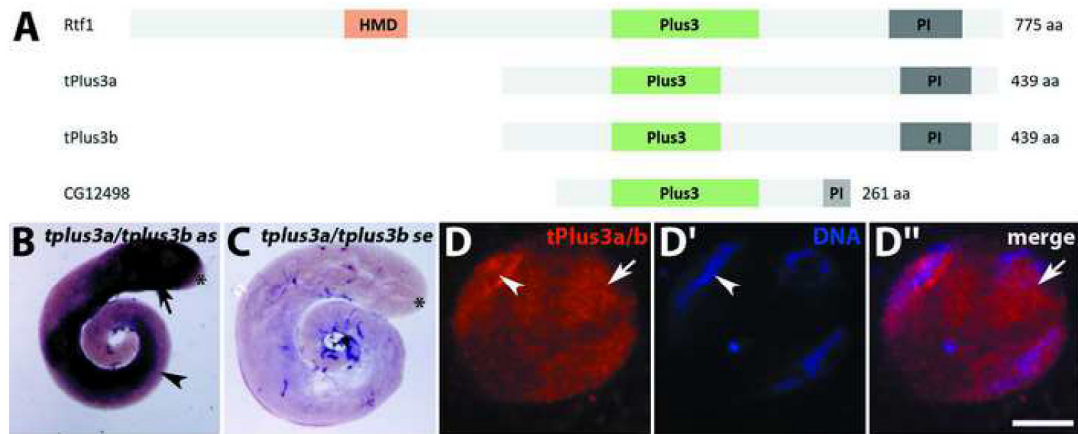 A
Rtf1 HMD Plus3 PI 775 aa
tPlus3a Plus3 PI 439 aa
tPlus3b Plus3 PI 439 aa
CG12498 Plus3 PI 261 aa
B tplus3a/tplus3b as
*
C tplus3a/tplus3b se
*
D tPlus3a/b
D' DNA
D" merge